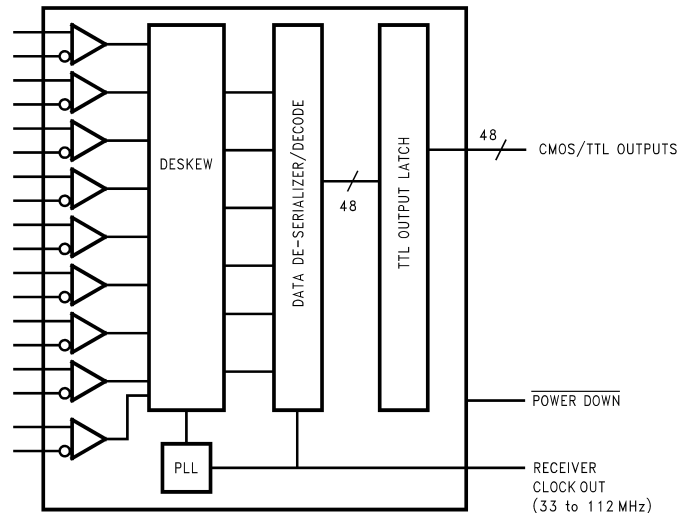 DESKEW
DATA DE-SERIALIZER/DECODE
48
TTL OUTPUT LATCH
48
CMOS/TTL OUTPUTS
POWER DOWN
PLL
RECEIVER
CLOCK OUT
(33 to 112 MHz)